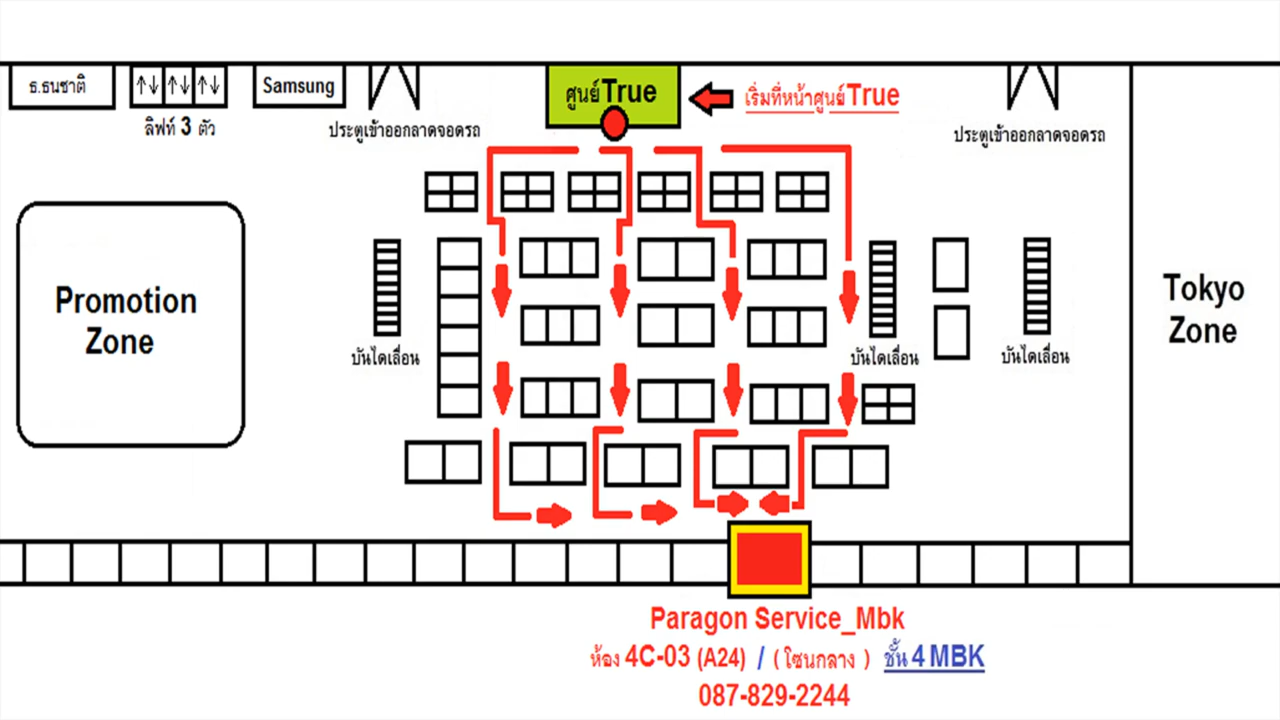 ธ.ธนชาติ
Samsung
ศูนย์True
เริ่มที่หน้าศูนย์True
ลิฟท์ 3 ตัว
ประตูเข้าออกลาดจอดรถ
ประตูเข้าออกลาดจอดรถ
Promotion
Zone
บันไดเลื่อน
บันไดเลื่อน
บันไดเลื่อน
Tokyo
Zone
Paragon Service_Mbk
ห้อง 4C-03 (A24) / ( โซนกลาง ) ชั้น 4 MBK
087-829-2244